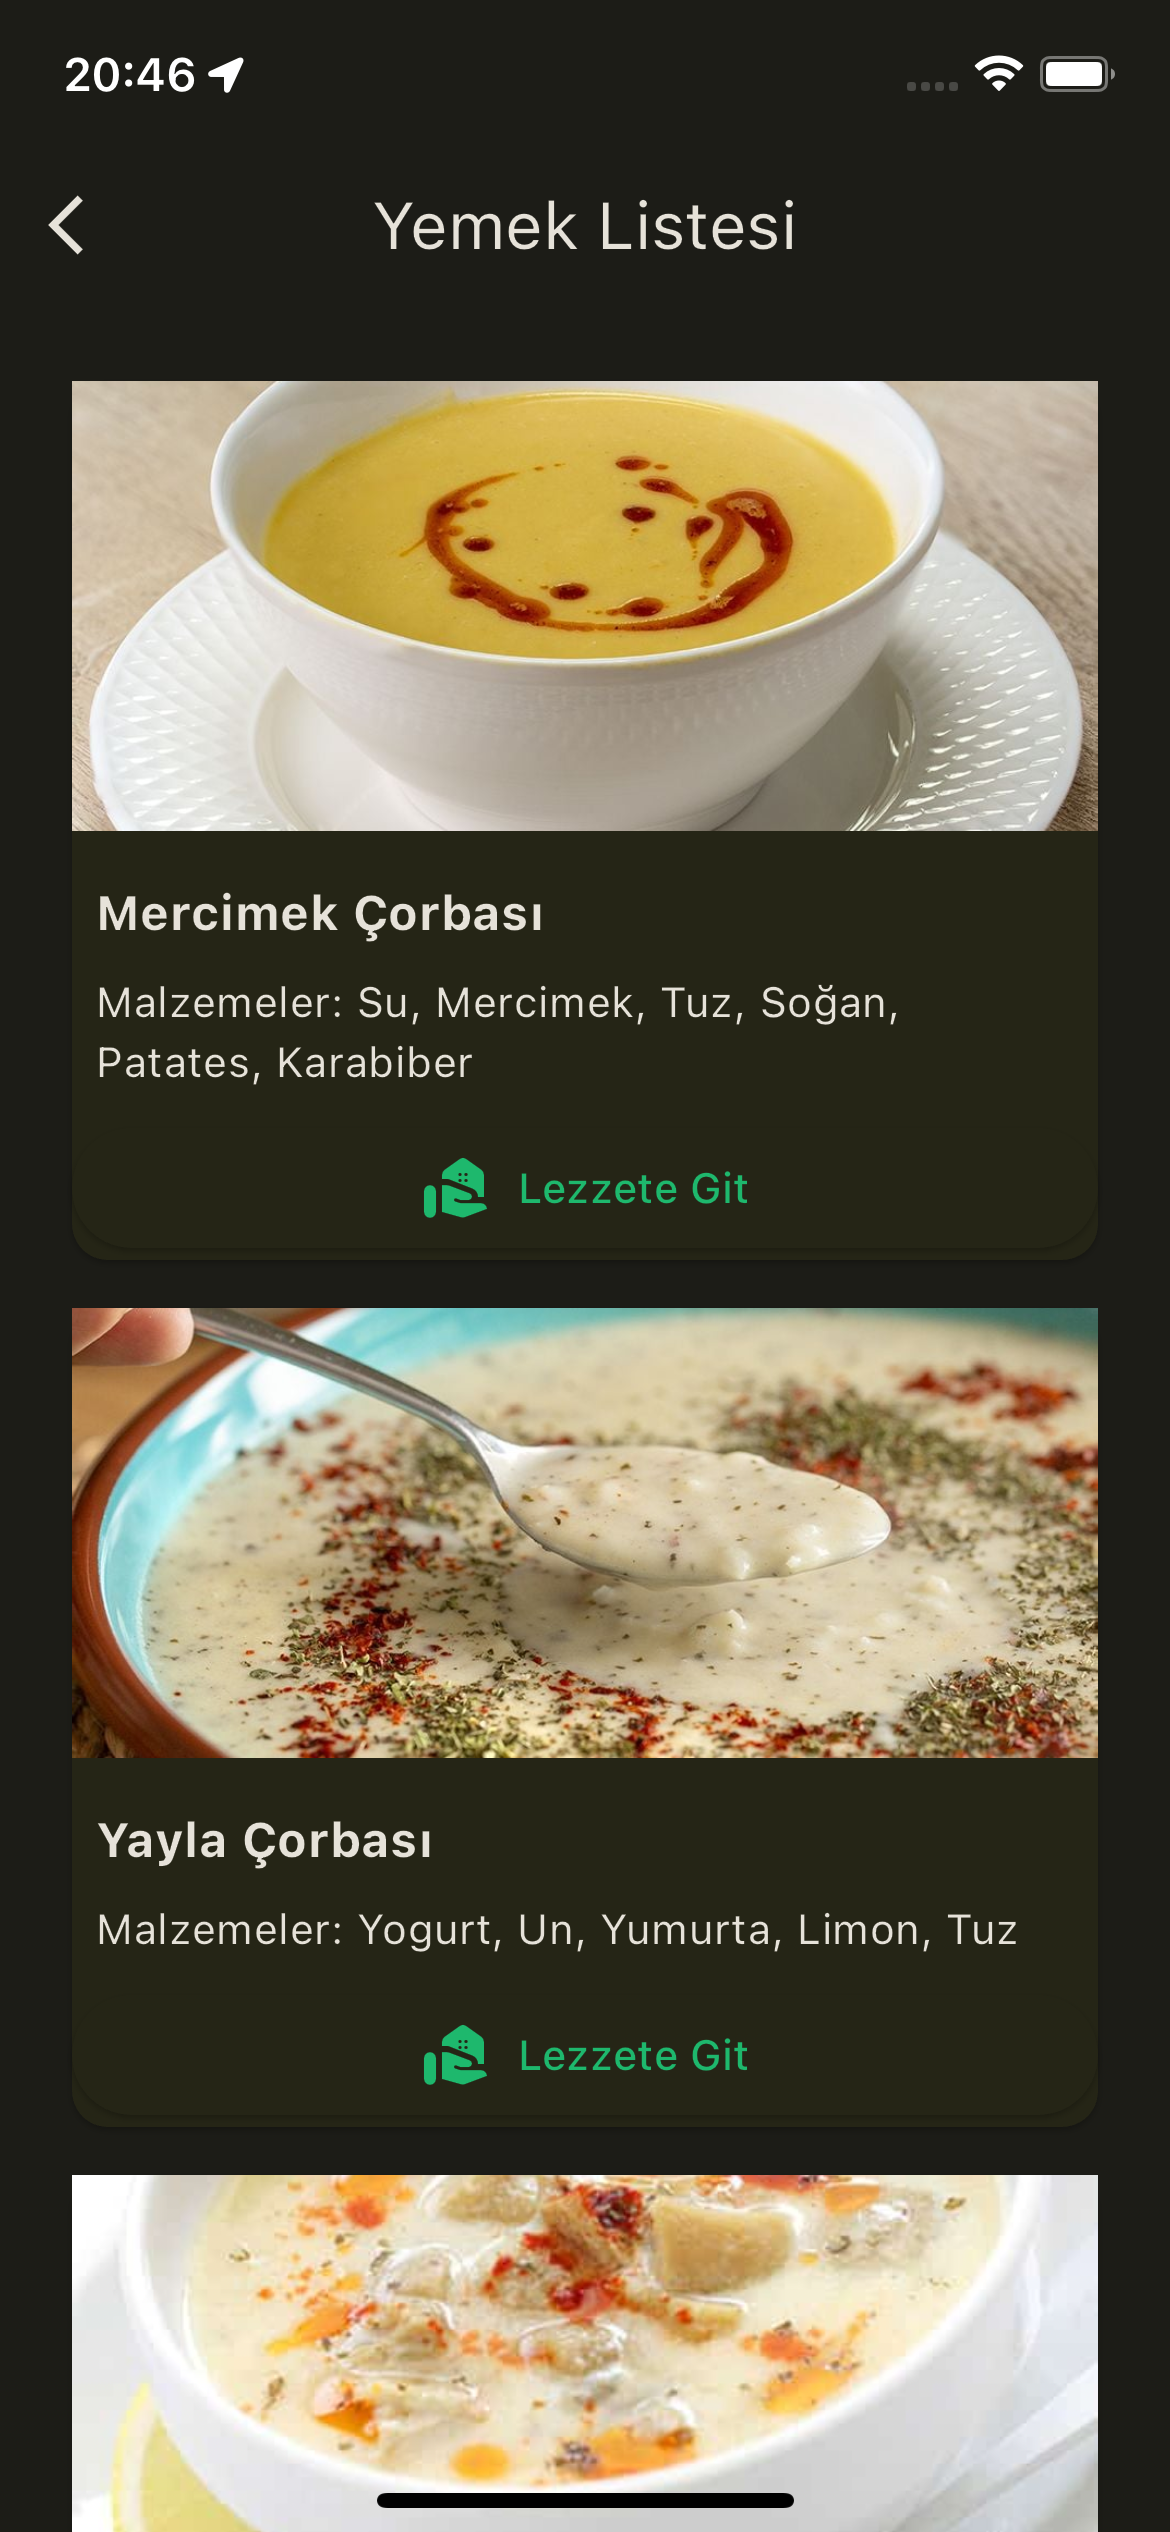 20:46
Yemek Listesi
Mercimek Çorbası
Malzemeler: Su, Mercimek, Tuz, Soğan,
Patates, Karabiber
Lezzete Git
Yayla Çorbası
Malzemeler: Yogurt, Un, Yumurta, Limon, Tuz
Lezzete Git